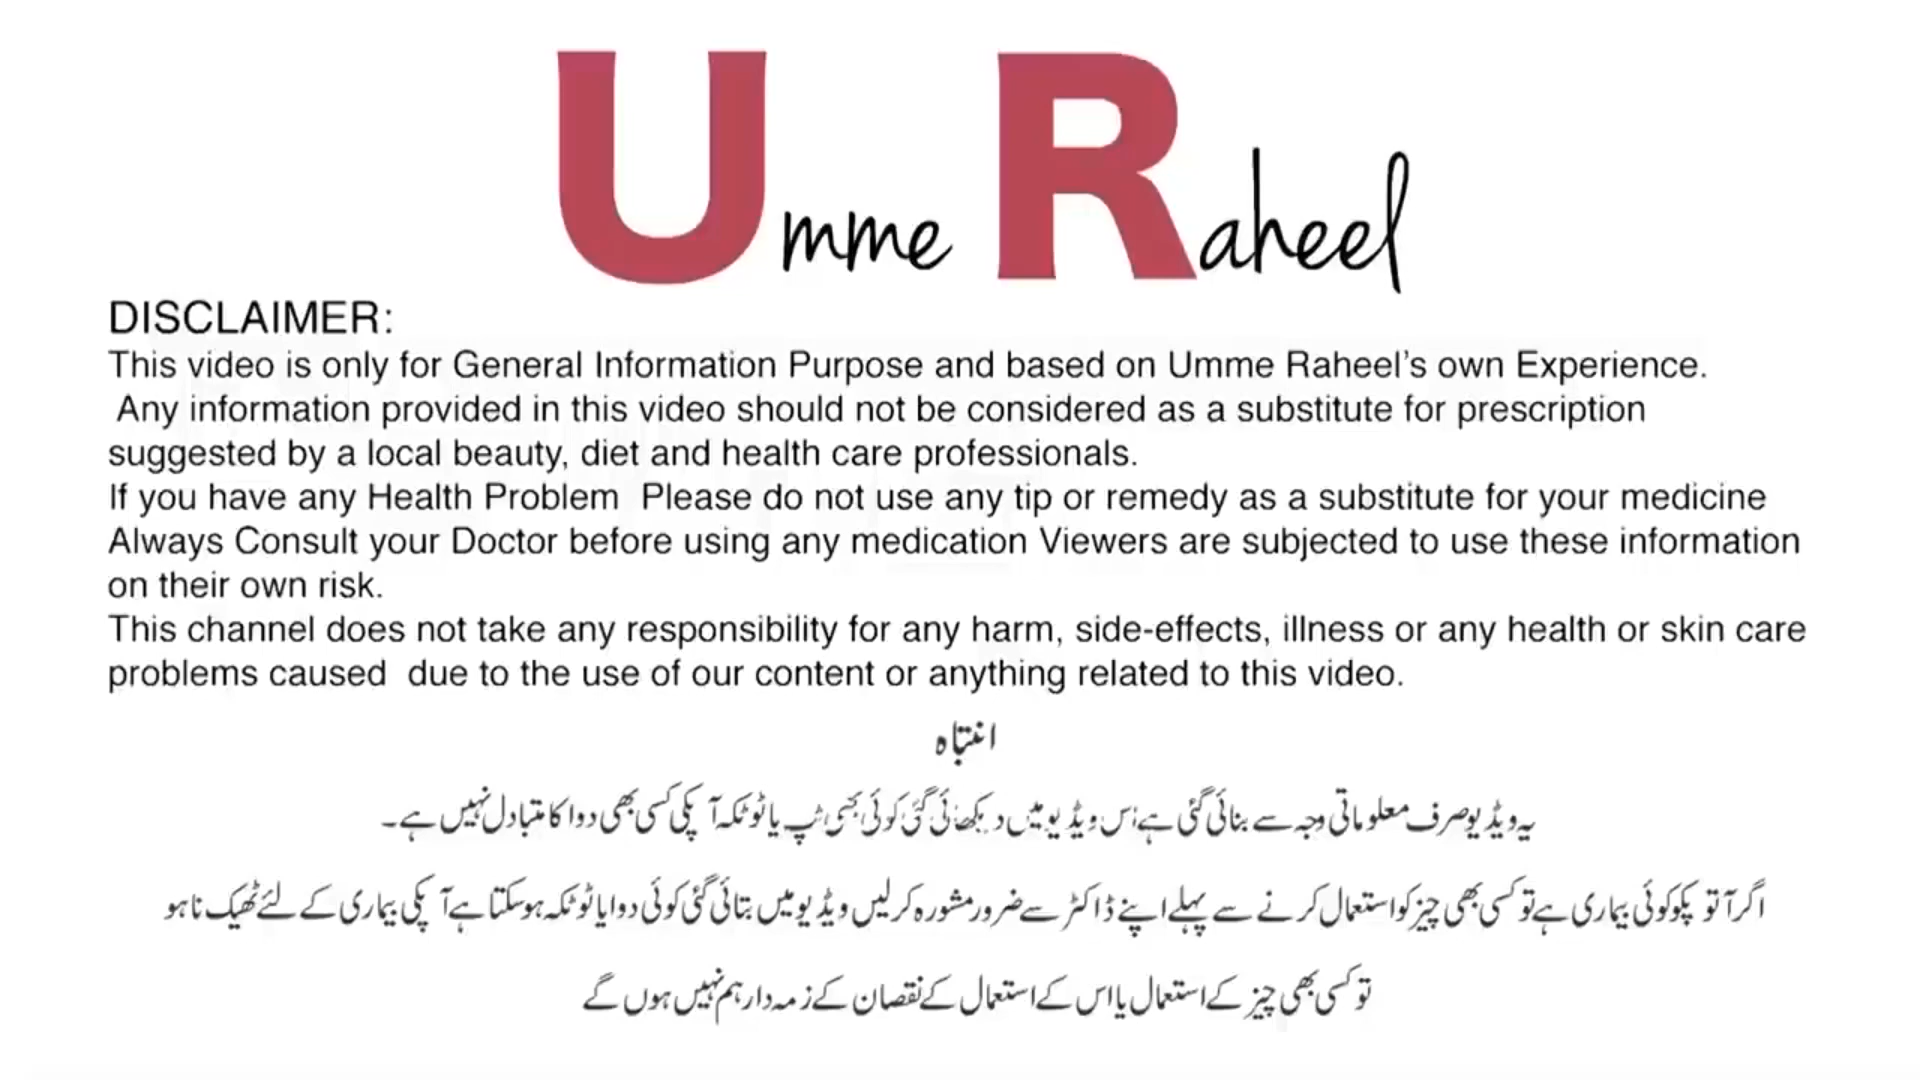 Umme Raheel
DISCLAIMER:
This video is only for General Information Purpose and based on Umme Raheel’s own Experience.
Any information provided in this video should not be considered as a substitute for prescription
suggested by a local beauty, diet and health care professionals.
If you have any Health Problem  Please do not use any tip or remedy as a substitute for your medicine
Always Consult your Doctor before using any medication Viewers are subjected to use these information
on their own risk.
This channel does not take any responsibility for any harm, side-effects, illness or any health or skin care
problems caused  due to the use of our content or anything related to this video.
انتباہ
یہ ویڈیو صرف معلوماتی وجہ سے بنائی گئی ہے اس ویڈیو میں دیکھائی گئی کوئی بھی ٹپ یا ٹوٹکہ آپکی کسی بھی دوا کا متبادل نہیں ہے۔
اگر آتو پکو کوئی بیماری ہے تو کسی بھی چیز کو استعمال کرنے سے پہلے اپنے ڈاکٹر سے ضرور مشورہ کرلیں ویڈیو میں بتائی گئی کوئی دوا یا ٹوٹکہ ہوسکتا ہے آپکی بیماری کے لئے ٹھیک نا ہو
تو کسی بھی چیز کے استعمال یا اس کے استعمال کے نقصان کے زمہ دار ہم نہیں ہوں گے